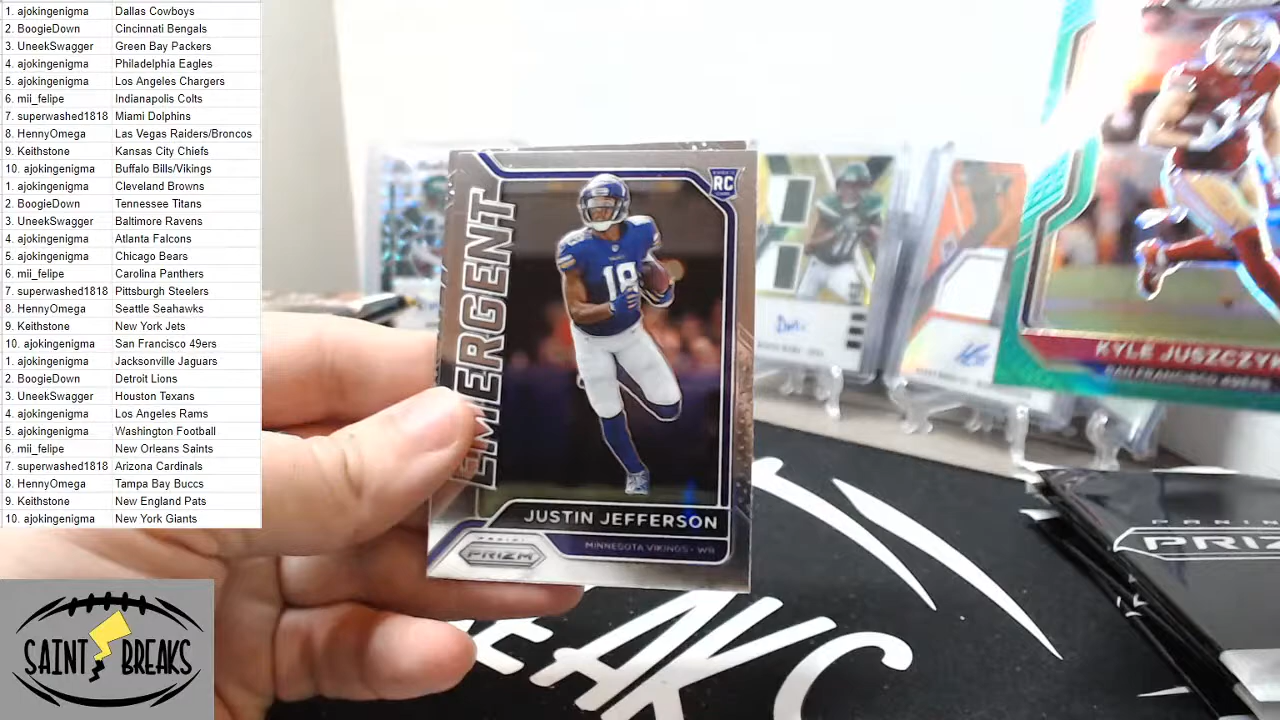 1. ajokingenigma Dallas Cowboys
2. BoogieDown Cincinnati Bengals
3. UneekSwagger Green Bay Packers
4. ajokingenigma Philadelphia Eagles
5. ajokingenigma Los Angeles Chargers
6. mii_felipe Indianapolis Colts
7. superwashed1818 Miami Dolphins
8. HennyOmega Las Vegas Raiders/Broncos
9. Keithstone Kansas City Chiefs
10. ajokingenigma Buffalo Bills/Vikings
1. ajokingenigma Cleveland Browns
2. BoogieDown Tennessee Titans
3. UneekSwagger Baltimore Ravens
4. ajokingenigma Atlanta Falcons
5. ajokingenigma Chicago Bears
6. mii_felipe Carolina Panthers
7. superwashed1818 Pittsburgh Steelers
8. HennyOmega Seattle Seahawks
9. Keithstone New York Jets
10. ajokingenigma San Francisco 49ers
1. ajokingenigma Jacksonville Jaguars
2. BoogieDown Detroit Lions
3. UneekSwagger Houston Texans
4. ajokingenigma Los Angeles Rams
5. ajokingenigma Washington Football
6. mii_felipe New Orleans Saints
7. superwashed1818 Arizona Cardinals
8. HennyOmega Tampa Bay Buccs
9. Keithstone New England Pats
10. ajokingenigma New York Giants
SAINT BREAKS
EMERGENT
RC
18
JUSTIN JEFFERSON
MINNESOTA VIKINGS • WR
PANINI
PRIZM
KYLE JUSZCZYK
SAN FRANCISCO 49ERS
PANINI
PRIZ